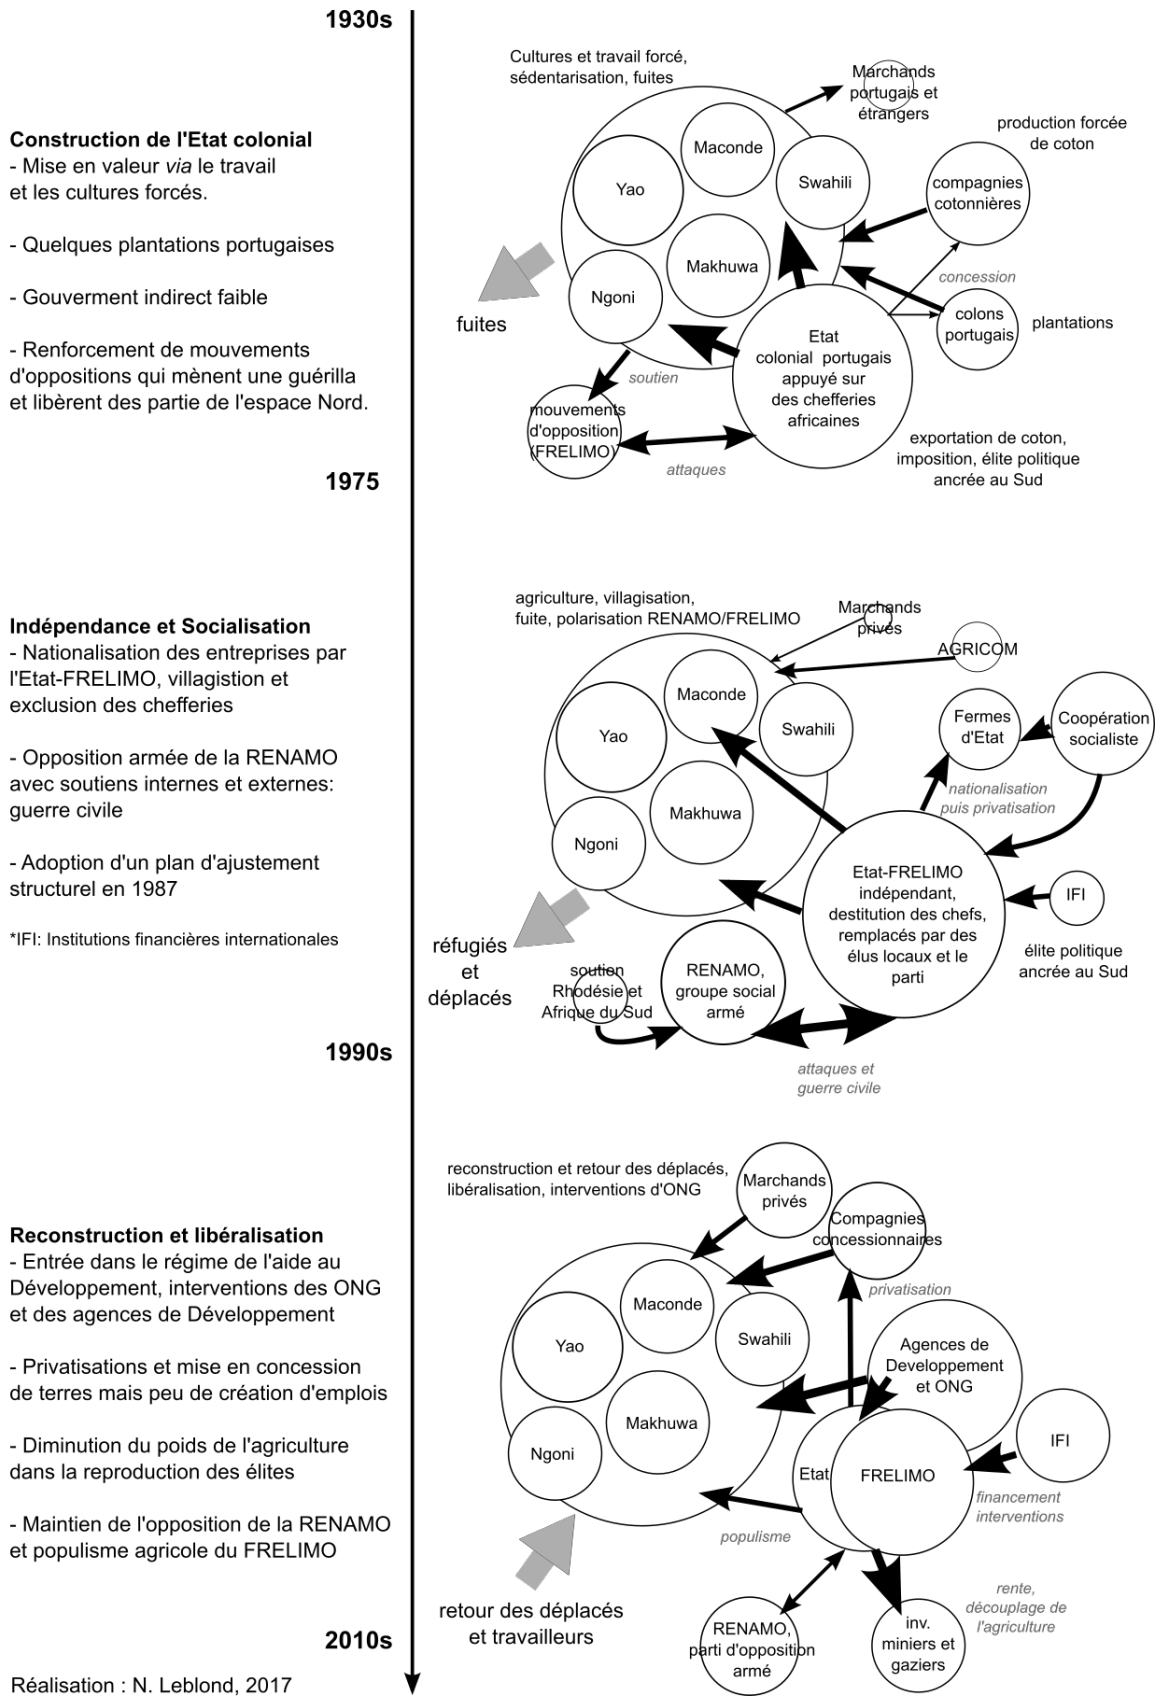 1930s
Cultures et travail forcé,
sédentarisation, fuites
Marchands
portugais et
étrangers
production forcée
de coton
Construction de l'Etat colonial
- Mise en valeur via le travail
et les cultures forcés.
- Quelques plantations portugaises
- Gouverment indirect faible
- Renforcement de mouvements
d'oppositions qui mènent une guérilla
et libèrent des partie de l'espace Nord.
Maconde
Yao
Swahili
compagnies
cotonnières
Makhuwa
Ngoni
concession
fuites
colons
portugais
plantations
Etat
colonial portugais
appuyé sur
des chefferies
africaines
soutien
mouvements
d'opposition
(FRELIMO)
attaques
exportation de coton,
imposition, élite politique
ancrée au Sud
1975
agriculture, villagisation,
fuite, polarisation RENAMO/FRELIMO
Marchands
privés
AGRICOM
Indépendance et Socialisation
- Nationalisation des entreprises par
l'Etat-FRELIMO, villagistion et
exclusion des chefferies
- Opposition armée de la RENAMO
avec soutiens internes et externes:
guerre civile
- Adoption d'un plan d'ajustement
structurel en 1987
*IFI: Institutions financières internationales
Maconde
Yao
Swahili
Fermes
d'Etat
Coopération
socialiste
nationalisation
puis privatisation
Makhuwa
Ngoni
Etat-FRELIMO
indépendant,
destitution des chefs,
remplacés par des
élus locaux et le
parti
IFI
élite politique
ancrée au Sud
réfugiés
et
déplacés
soutien
Rhodésie et
Afrique du Sud
RENAMO,
groupe social
armé
attaques et
guerre civile
1990s
reconstruction et retour des déplacés,
libéralisation, interventions d'ONG
Marchands
privés
Compagnies
concessionnaires
privatisation
Reconstruction et libéralisation
- Entrée dans le régime de l'aide au
Développement, interventions des ONG
et des agences de Développement
- Privatisations et mise en concession
de terres mais peu de création d'emplois
- Diminution du poids de l'agriculture
dans la reproduction des élites
- Maintien de l'opposition de la RENAMO
et populisme agricole du FRELIMO
Maconde
Yao
Swahili
Agences de
Developpement
et ONG
Makhuwa
Ngoni
Etat
FRELIMO
IFI
financement
interventions
populisme
retour des déplacés
et travailleurs
RENAMO,
parti d'opposition
armé
inv.
miniers et
gaziers
rente,
découplage de
l'agriculture
2010s
Réalisation : N. Leblond, 2017